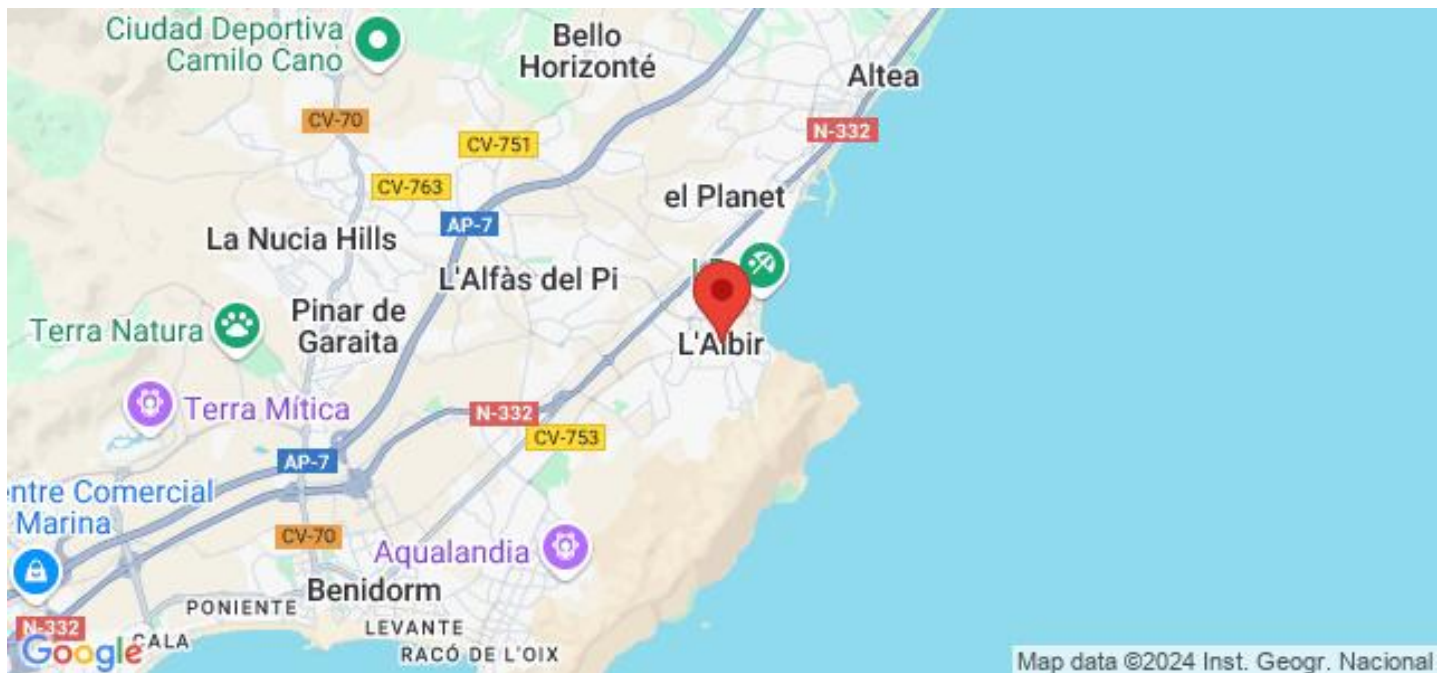 Ciudad Deportiva
Camilo Cano
Bello
Horizonté
Altea
CV-70
CV-751
N-332
CV-763
el Planet
AP-7
La Nucia Hills
L'Alfàs del Pi
Pinar de
Garaita
Terra Natura
L'Albir
Terra Mítica
N-332
CV-753
AP-7
entre Comercial
Marina
CV-70
Aqualandia
Benidorm
PONIENTE
LEVANTE
N-332
CALA
RACÓ DE L'OIX
Google
Map data ©2024 Inst. Geogr. Nacional